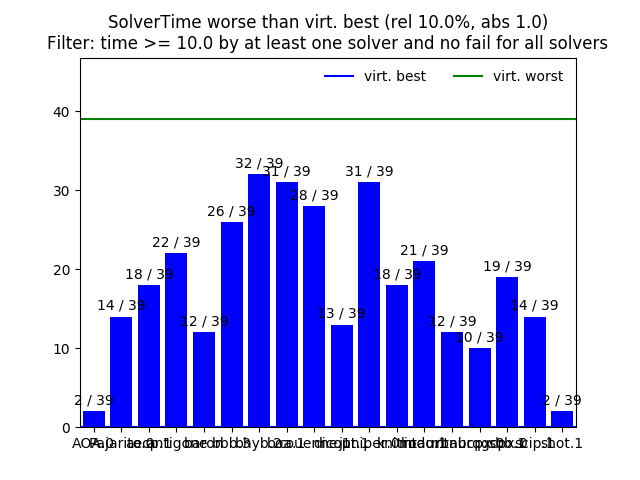 SolverTime worse than virt. best (rel 10.0%, abs 1.0)
Filter: time >= 10.0 by at least one solver and no fail for all solvers
virt. best
virt. worst
40
30
20
10
0
2 / 39
14 / 39
18 / 39
22 / 39
12 / 39
26 / 39
32 / 39
31 / 39
28 / 39
13 / 39
31 / 39
18 / 39
21 / 39
12 / 39
10 / 39
19 / 39
14 / 39
2 / 39